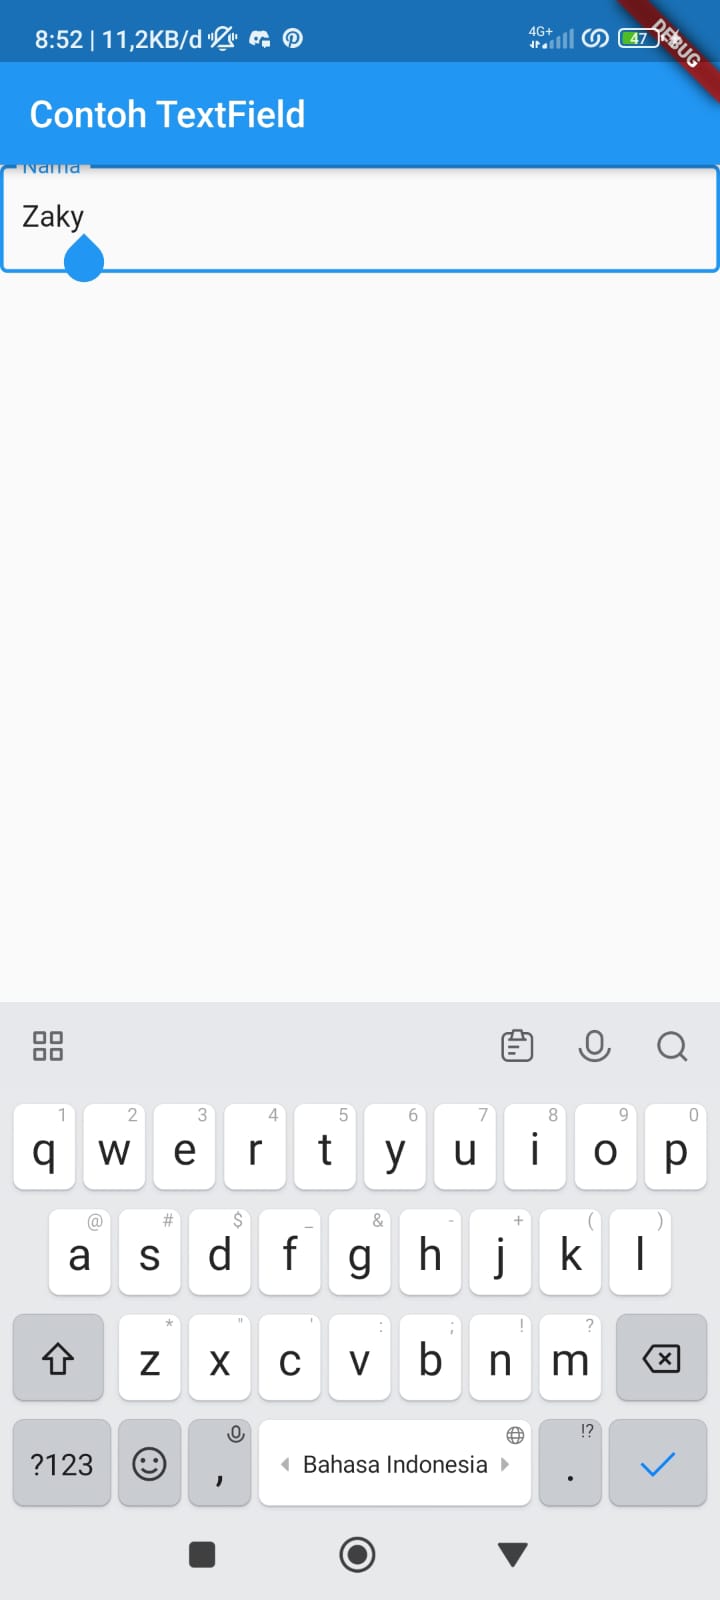 8:52 | 11,2KB/d
4G+
47
DEBUG
Contoh TextField
Nama
Zaky
1 2 3 4 5 6 7 8 9 0
q w e r t y u i o p
@ # $ _ & - + ( )
a s d f g h j k l
* " ' : ; ! ?
z x c v b n m
!?
?123 , Bahasa Indonesia .